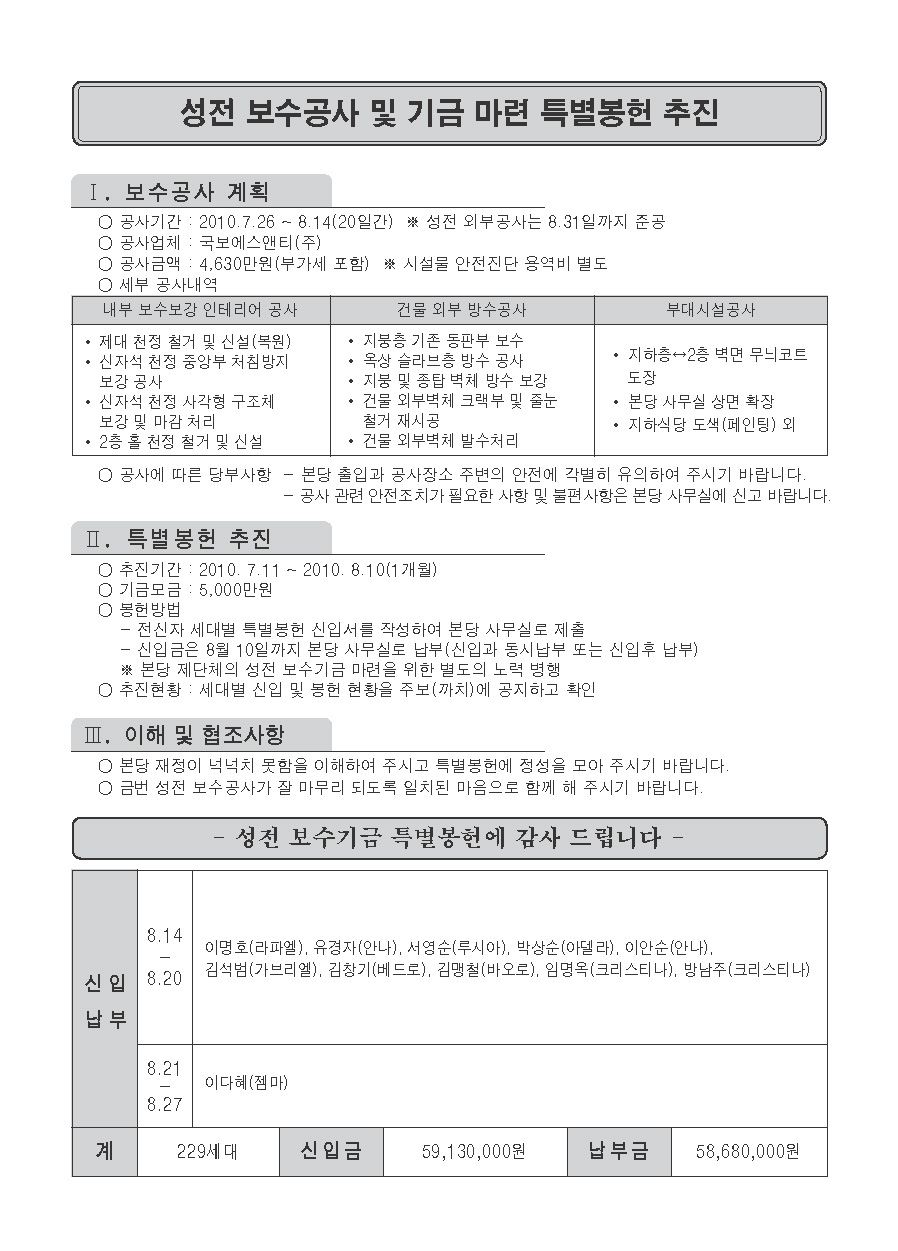 성전 보수공사 및 기금 마련 특별봉헌 추진
Ⅰ. 보수공사 계획
○ 공사기간 : 2010.7.26 ~ 8.14(20일간) ※ 성전 외부공사는 8.31일까지 준공
○ 공사업체 : 국보에스앤티(주)
○ 공사금액 : 4,630만원(부가세 포함) ※ 시설물 안전진단 용역비 별도
○ 세부 공사내역
내부 보수보강 인테리어 공사
• 제대 천정 철거 및 신설(복원)
• 신자석 천정 중앙부 처침방지
보강 공사
• 신자석 천정 사각형 구조체
보강 및 마감 처리
• 2층 홀 천정 철거 및 신설
건물 외부 방수공사
• 지붕층 기존 동판부 보수
• 옥상 슬라브층 방수 공사
• 지붕 및 종탑 벽체 방수 보강
• 건물 외부벽체 크랙부 및 줄눈
철거 재시공
• 건물 외부벽체 발수처리
부대시설공사
• 지하층↔2층 벽면 무늬코트
도장
• 본당 사무실 상면 확장
• 지하식당 도색(페인팅) 외
○ 공사에 따른 당부사항 － 본당 출입과 공사장소 주변의 안전에 각별히 유의하여 주시기 바랍니다.
－ 공사 관련 안전조치가 필요한 사항 및 불편사항은 본당 사무실에 신고 바랍니다.
Ⅱ. 특별봉헌 추진
○ 추진기간 : 2010. 7.11 ~ 2010. 8.10(1개월)
○ 기금모금 : 5,000만원
○ 봉헌방법
－ 전신자 세대별 특별봉헌 신입서를 작성하여 본당 사무실로 제출
－ 신입금은 8월 10일까지 본당 사무실로 납부(신입과 동시납부 또는 신입후 납부)
※ 본당 제단체의 성전 보수기금 마련을 위한 별도의 노력 병행
○ 추진현황 : 세대별 신입 및 봉헌 현황을 주보(까치)에 공지하고 확인
Ⅲ. 이해 및 협조사항
○ 본당 재정이 넉넉치 못함을 이해하여 주시고 특별봉헌에 정성을 모아 주시기 바랍니다.
○ 금번 성전 보수공사가 잘 마무리 되도록 일치된 마음으로 함께 해 주시기 바랍니다.
－ 성전 보수기금 특별봉헌에 감사 드립니다 －
신입
납부
8.14
－
8.20
이명호(라파엘), 유경자(안나), 서영순(루시아), 박상순(아델라), 이안순(안나),
김석범(가브리엘), 김창기(베드로), 김맹철(바오로), 임명옥(크리스티나), 방남주(크리스티나)
8.21
－
8.27
이다혜(젬마)
계 229세대 신입금 59,130,000원 납부금 58,680,000원